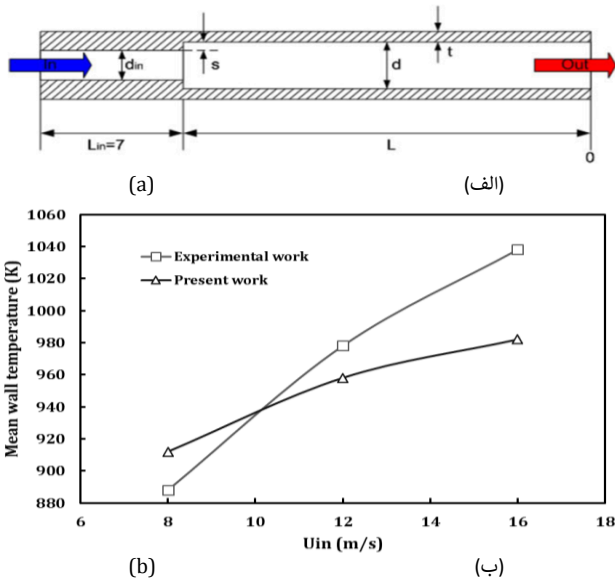 In
din
s
d
t
Out
Lin=7
L
0
(a)
(الف)
1060
1040
1020
1000
980
960
940
920
900
880
Mean wall temperature (K)
Experimental work
Present work
6
8
10
12
14
16
18
Uin (m/s)
(b)
(ب)